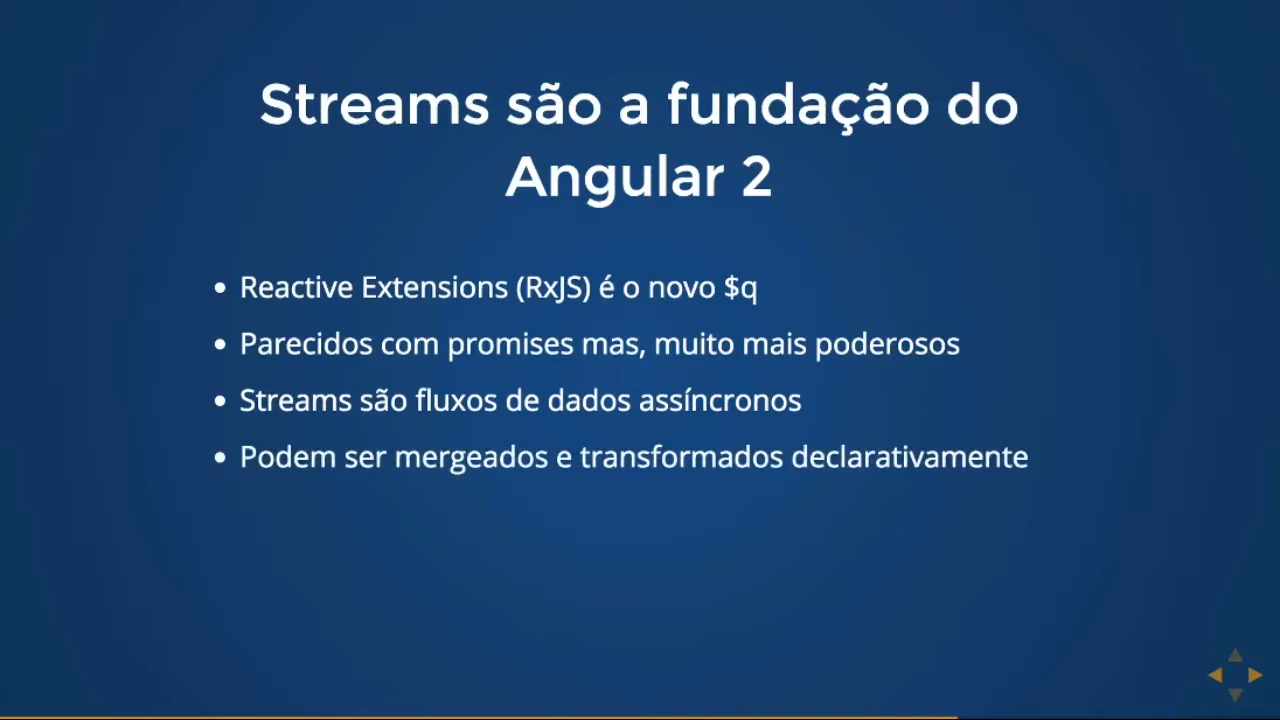 Streams são a fundação do
Angular 2
Reactive Extensions (RxJS) é o novo $q
Parecidos com promises mas, muito mais poderosos
Streams são fluxos de dados assíncronos
Podem ser mergeados e transformados declarativamente